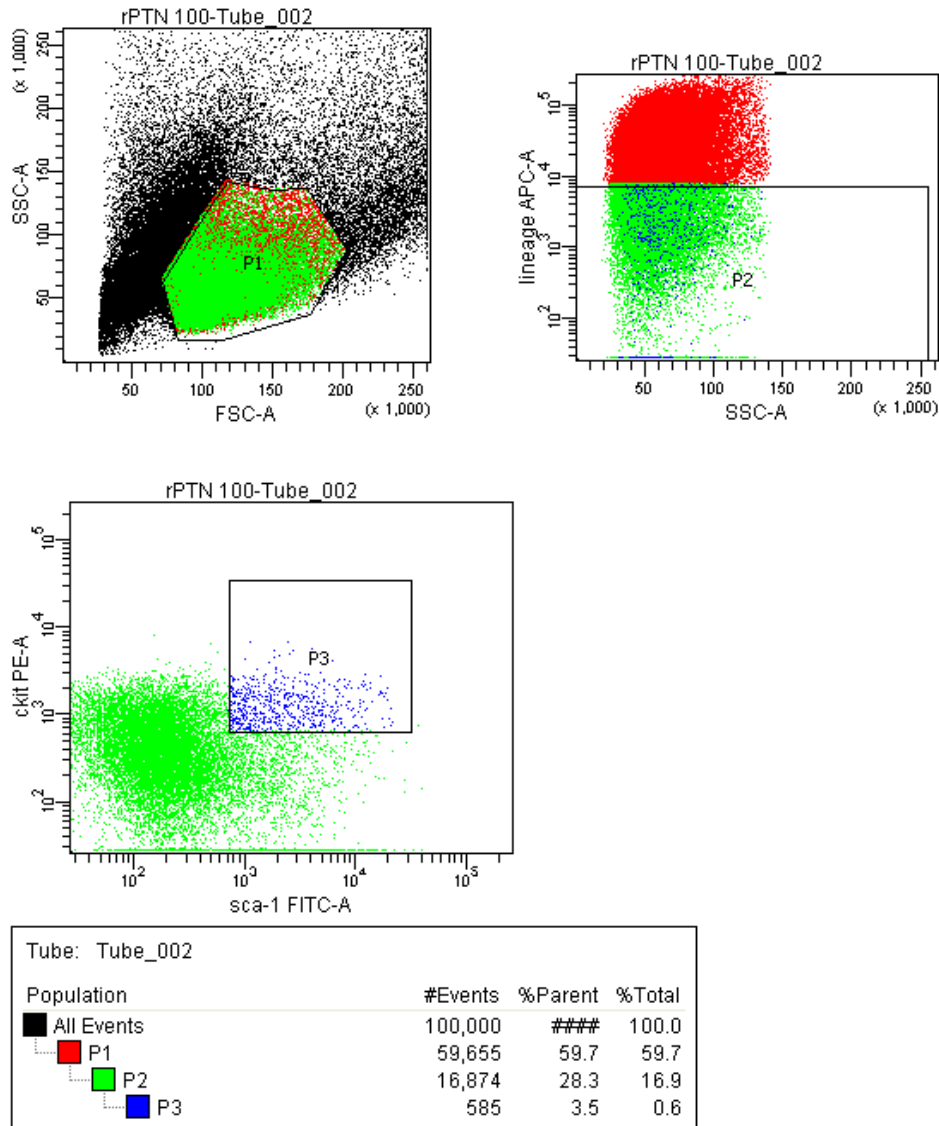 rPTN 100-Tube_002
(x 1,000)
250
200
150
100
50
SSC-A
P1
50 100 150 200 250
FSC-A
(x 1,000)
rPTN 100-Tube_002
10^5
10^4
10^3
10^2
lineage APC-A
P2
50 100 150 200 250
SSC-A
(x 1,000)
rPTN 100-Tube_002
10^5
10^4
10^3
10^2
ckit PE-A
P3
10^2 10^3 10^4 10^5
sca-1 FITC-A
Tube: Tube_002
Population #Events %Parent %Total
All Events 100,000 #### 100.0
P1 59,655 59.7 59.7
P2 16,874 28.3 16.9
P3 585 3.5 0.6